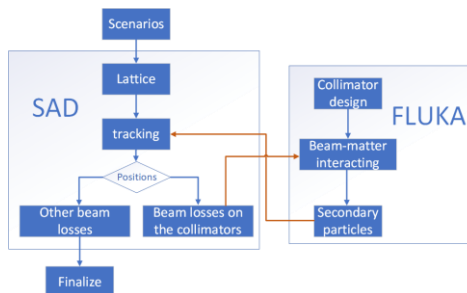 Scenarios
SAD
Lattice
tracking
Positions
Other beam
losses
Beam losses on
the collimators
Finalize
Collimator
design
FLUKA
Beam-matter
interacting
Secondary
particles